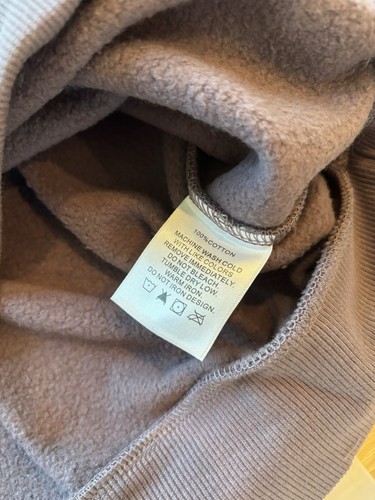 100%COTTON
MACHINE WASH COLD
WITH LIKE COLORS
REMOVE IMMEDIATELY.
DO NOT BLEACH.
TUMBLE DRY LOW.
WARM IRON.
DO NOT IRON DESIGN.